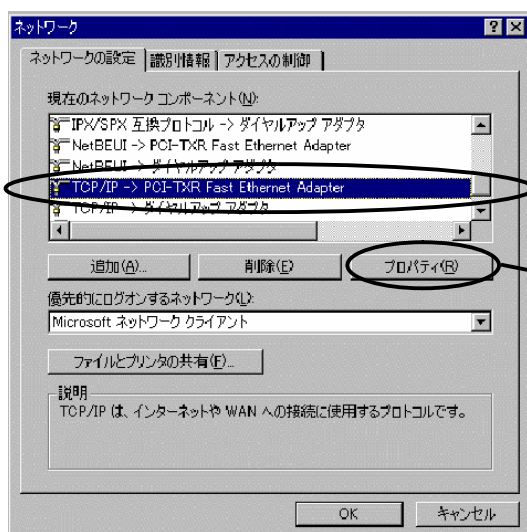 ネットワーク
ネットワークの設定 識別情報 アクセスの制御
現在のネットワーク コンポーネント(N):
IPX/SPX 互換プロトコル -> ダイヤルアップ アダプタ
NetBEUI -> PCI-TXR Fast Ethernet Adapter
NetBEUI -> ダイヤルアップ アダプタ
TCP/IP -> PCI-TXR Fast Ethernet Adapter
TCP/IP -> ダイヤルアップ アダプタ
追加(A)... 削除(E) プロパティ(R)
優先的にログオンするネットワーク(L):
Microsoft ネットワーク クライアント
ファイルとプリンタの共有(F)...
説明
TCP/IP は、インターネットや WAN への接続に使用するプロトコルです。
OK キャンセル